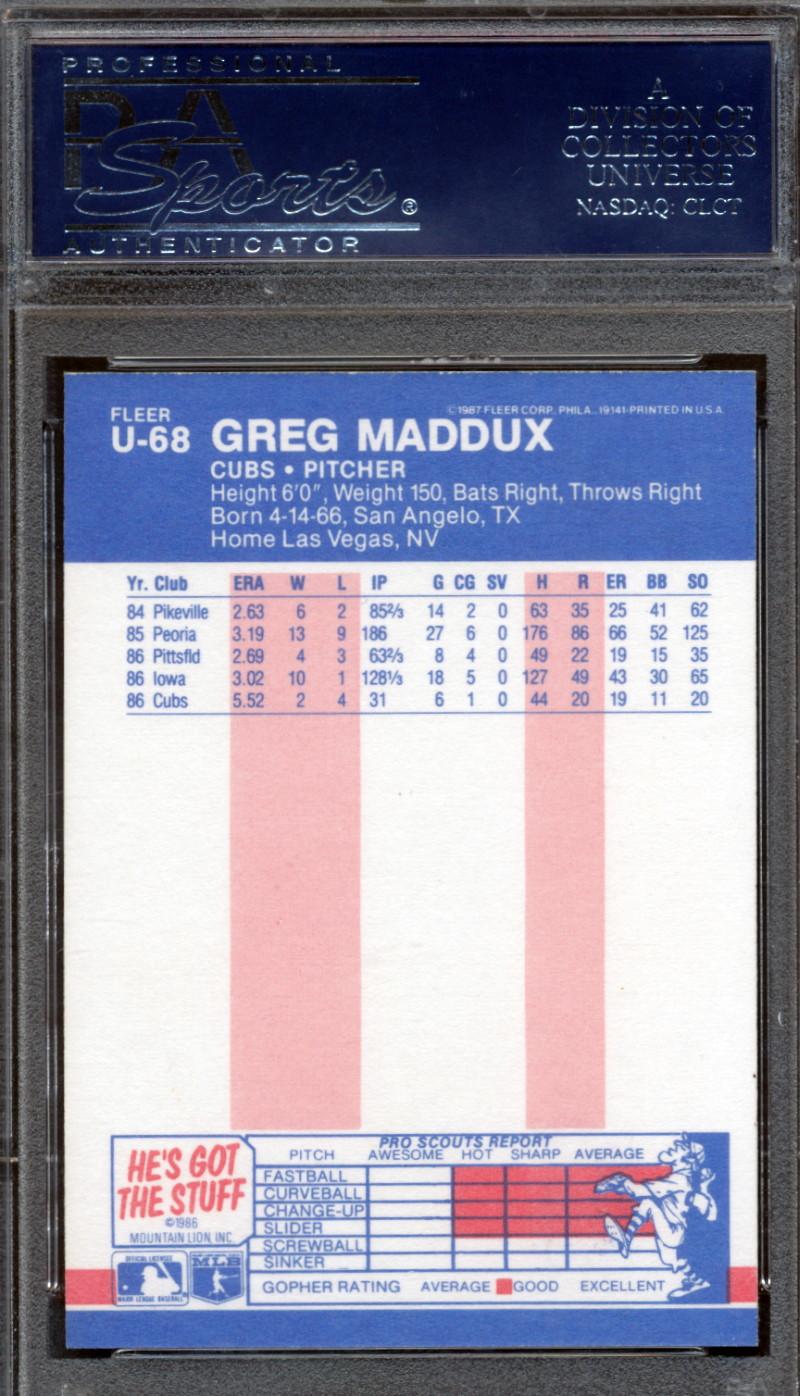 PROFESSIONAL
PSA
Sports®
AUTHENTICATOR
A
DIVISION OF
COLLECTORS
UNIVERSE
NASDAQ: CLCT
©1987 FLEER CORP. PHILA., 19141-PRINTED IN U.S.A.
FLEER
U-68 GREG MADDUX
CUBS • PITCHER
Height 6'0", Weight 150, Bats Right, Throws Right
Born 4-14-66, San Angelo, TX
Home Las Vegas, NV
Yr. Club ERA W L IP G CG SV H R ER BB SO
84 Pikeville 2.63 6 2 85⅔ 14 2 0 63 35 25 41 62
85 Peoria 3.19 13 9 186 27 6 0 176 86 66 52 125
86 Pittsfld 2.69 4 3 63⅔ 8 4 0 49 22 19 15 35
86 Iowa 3.02 10 1 128⅓ 18 5 0 127 49 43 30 65
86 Cubs 5.52 2 4 31 6 1 0 44 20 19 11 20
HE'S GOT
THE STUFF
©1986
MOUNTAIN LION, INC.
PRO SCOUTS REPORT
PITCH AWESOME HOT SHARP AVERAGE
FASTBALL
CURVEBALL
CHANGE-UP
SLIDER
SCREWBALL
SINKER
GOPHER RATING AVERAGE GOOD EXCELLENT
OFFICIAL LICENSEE
MAJOR LEAGUE BASEBALL
MLB